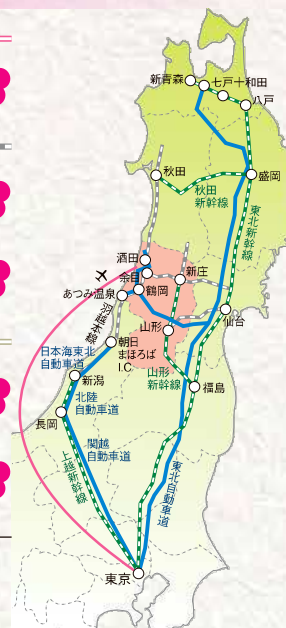 新青森
七戸十和田
八戸
秋田
盛岡
秋田
新幹線
東北新幹線
酒田
余目
新庄
あつみ温泉
鶴岡
羽越本線
仙台
山形
朝日
まほろば
I.C
日本海東北
自動車道
山形
新幹線
新潟
福島
北陸
自動車道
長岡
関越
自動車道
上越新幹線
東北自動車道
東京